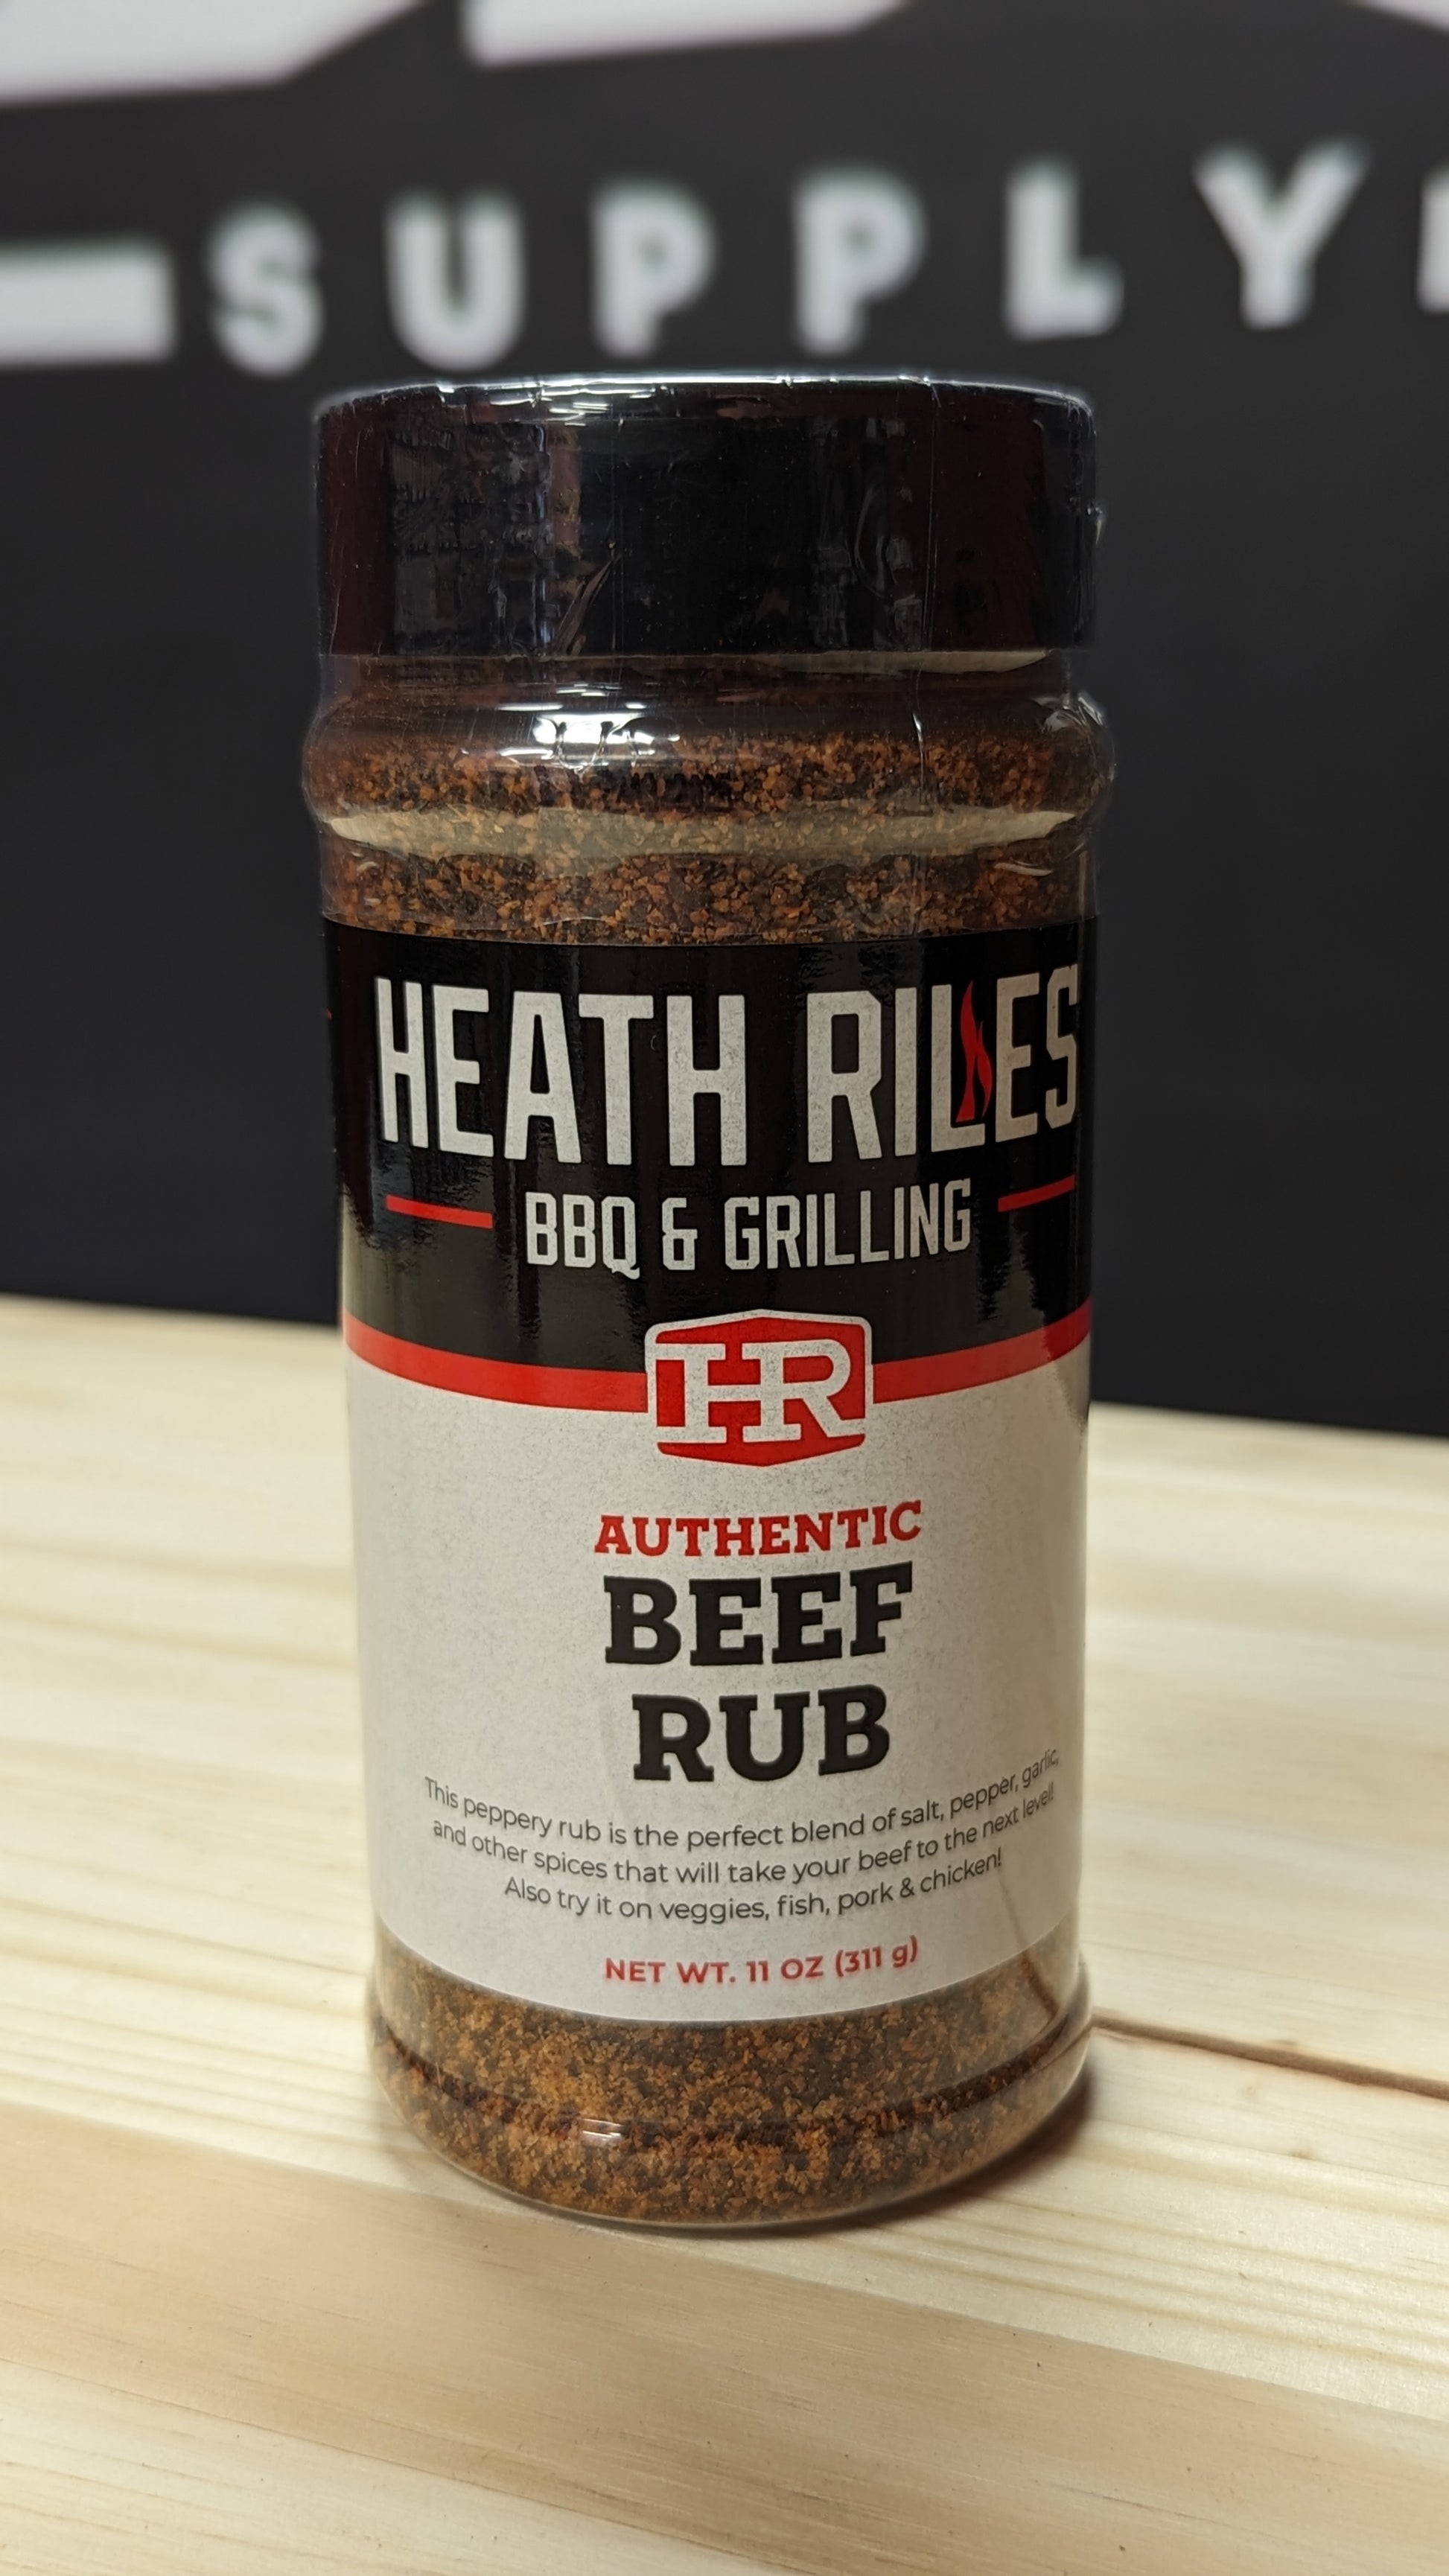 SUPPLY
HEATH RILES
BBQ & GRILLING
HR
AUTHENTIC
BEEF
RUB
This peppery rub is the perfect blend of salt, pepper, garlic,
and other spices that will take your beef to the next level!
Also try it on veggies, fish, pork & chicken!
NET WT. 11 OZ (311 g)